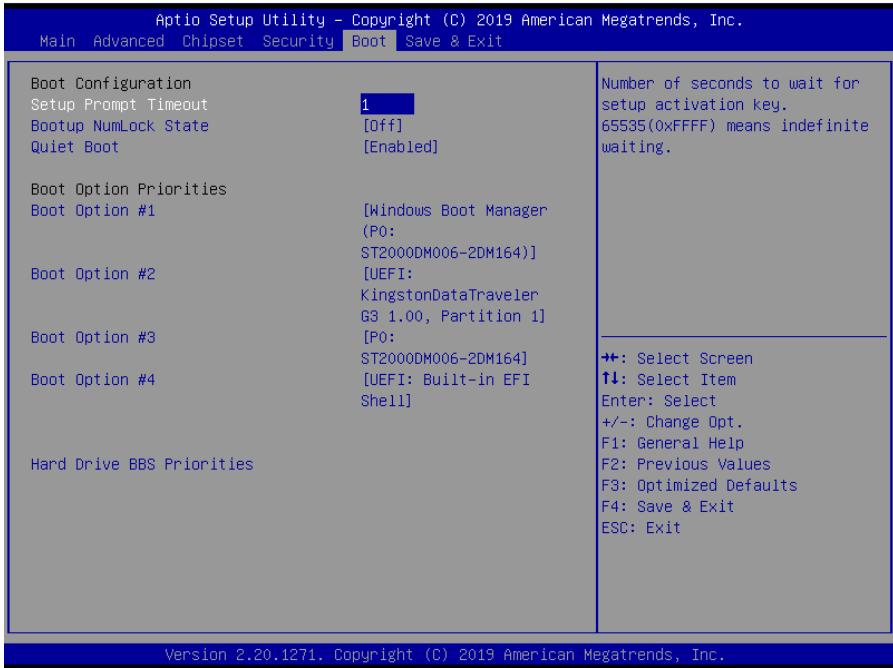 Aptio Setup Utility – Copyright (C) 2019 American Megatrends, Inc.
Main Advanced Chipset Security Boot Save & Exit
Boot Configuration
Setup Prompt Timeout 1
Bootup NumLock State [Off]
Quiet Boot [Enabled]
Boot Option Priorities
Boot Option #1 [Windows Boot Manager
(P0:
ST2000DM006-2DM164)]
Boot Option #2 [UEFI:
KingstonDataTraveler
G3 1.00, Partition 1]
Boot Option #3 [P0:
ST2000DM006-2DM164]
Boot Option #4 [UEFI: Built-in EFI
Shell]
Hard Drive BBS Priorities
Number of seconds to wait for
setup activation key.
65535(0xFFFF) means indefinite
waiting.
→←: Select Screen
↑↓: Select Item
Enter: Select
+/-: Change Opt.
F1: General Help
F2: Previous Values
F3: Optimized Defaults
F4: Save & Exit
ESC: Exit
Version 2.20.1271. Copyright (C) 2019 American Megatrends, Inc.